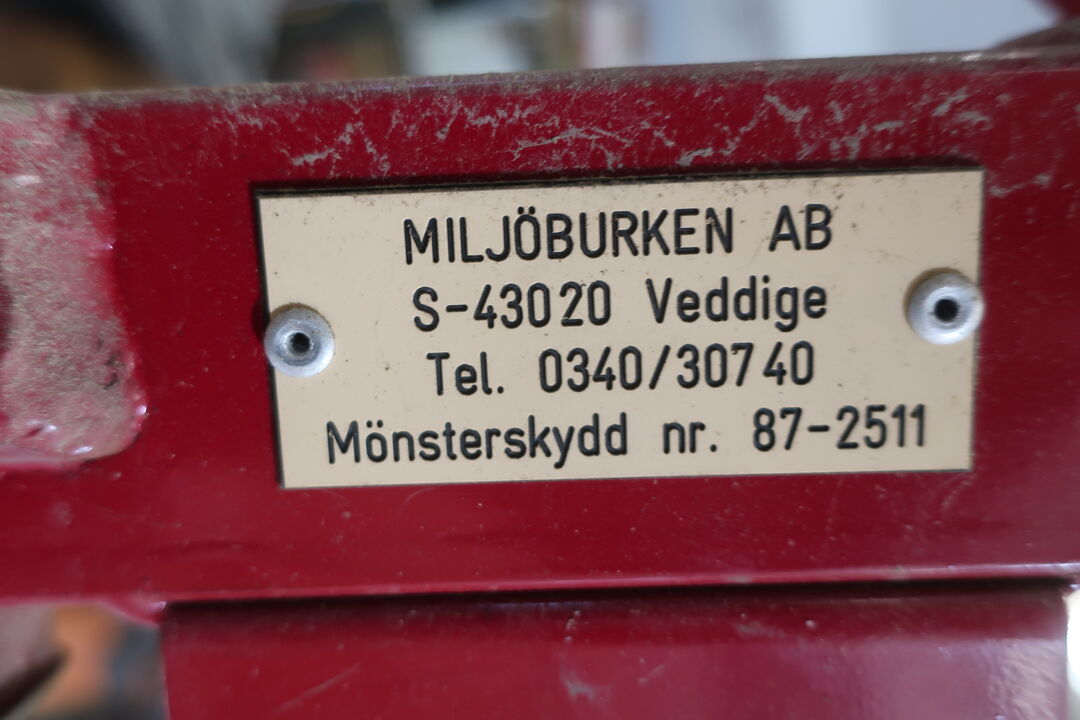 MILJÖBURKEN AB
S-43020 Veddige
Tel. 0340/30740
Mönsterskydd nr. 87-2511